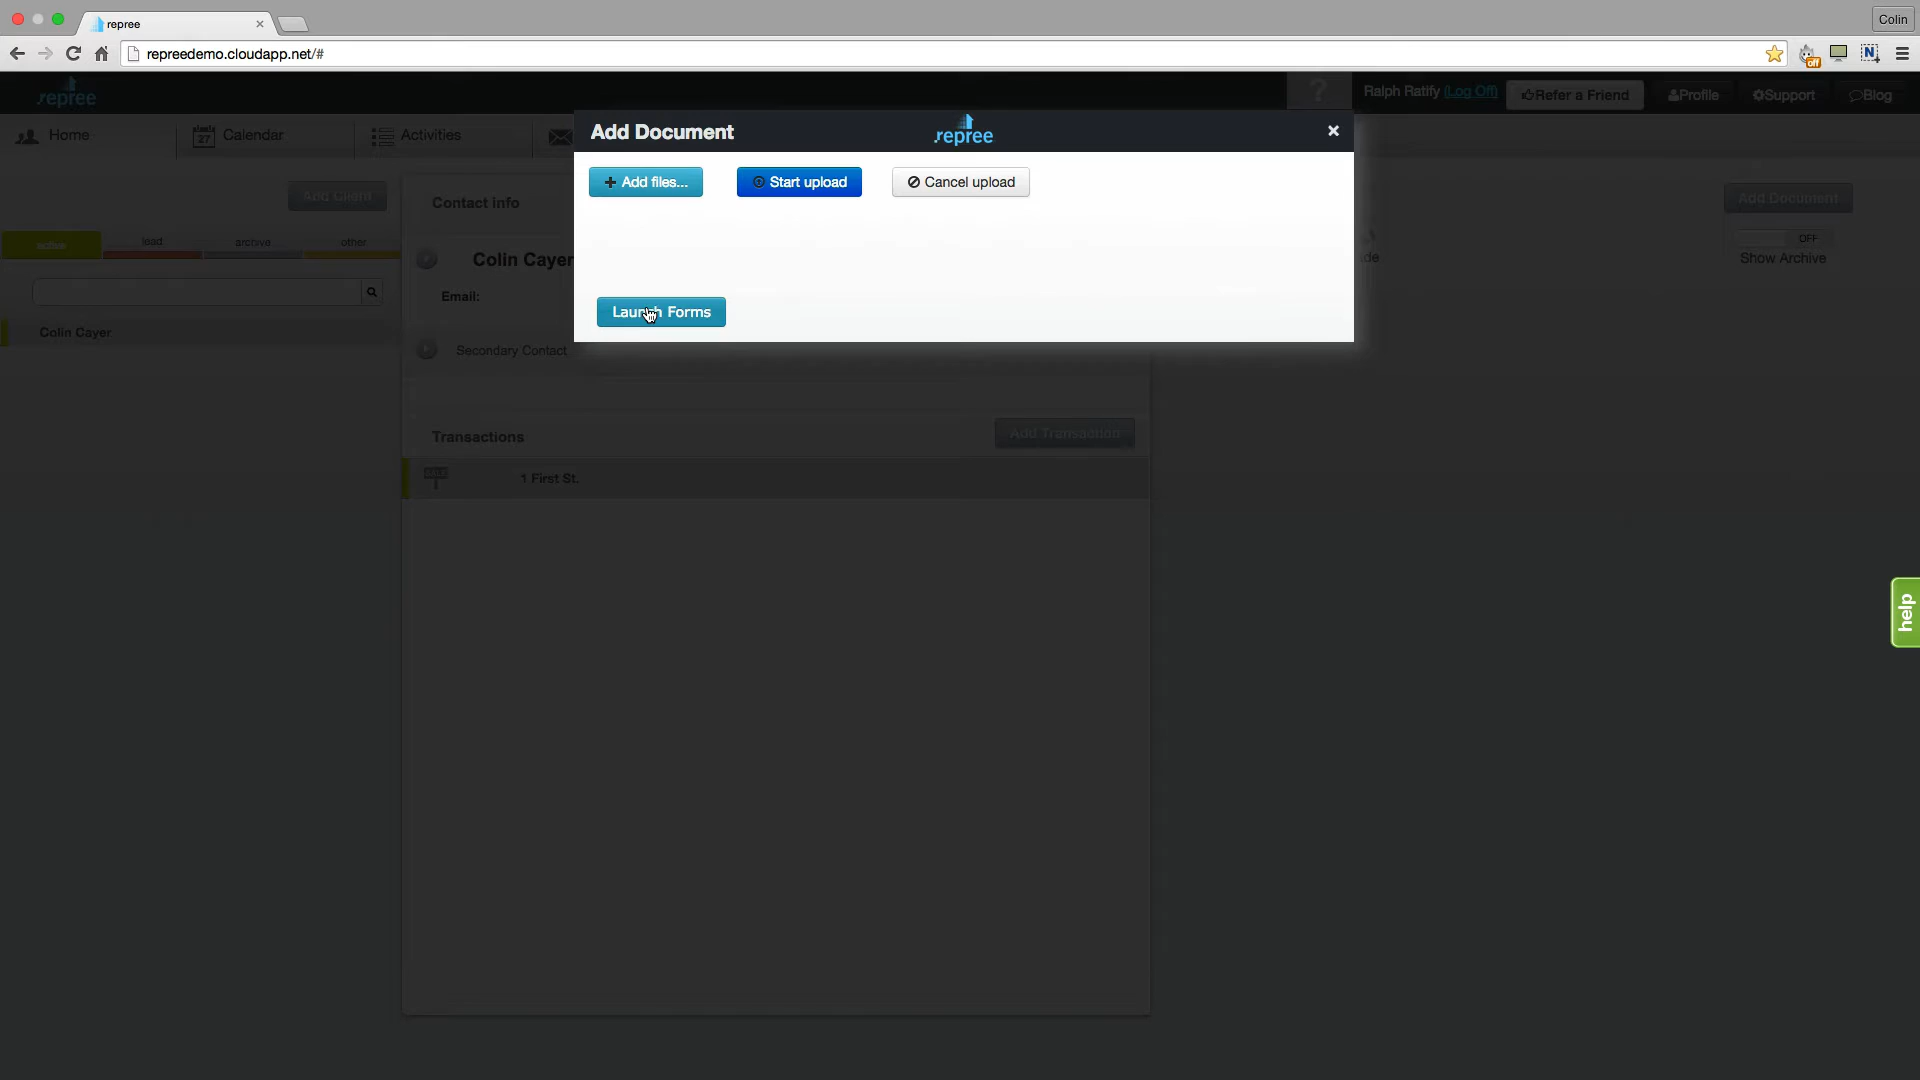 repree
Colin
repreedemo.cloudapp.net/#
off
N
repree
?
Ralph Ratify (Log Off)
Refer a Friend
Profile
Support
Blog
Home
27
Calendar
Activities
Add Document
repree
Add files...
Start upload
Cancel upload
Launch Forms
Add Client
active
lead
archive
other
Colin Cayer
Contact info
Colin Cayer
Email:
Secondary Contact
Transactions
Add Transaction
1 First St.
Add Document
OFF
Show Archive
help